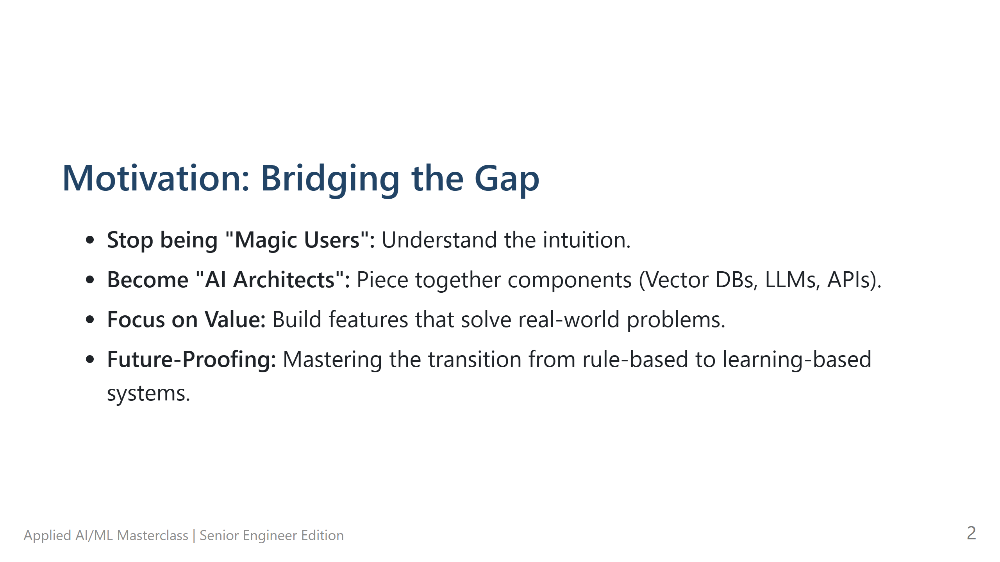 Motivation: Bridging the Gap
• Stop being "Magic Users": Understand the intuition.
• Become "AI Architects": Piece together components (Vector DBs, LLMs, APIs).
• Focus on Value: Build features that solve real-world problems.
• Future-Proofing: Mastering the transition from rule-based to learning-based
systems.
Applied AI/ML Masterclass | Senior Engineer Edition
2